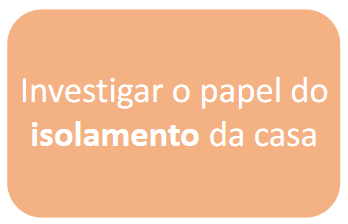 Investigar o papel do
isolamento da casa